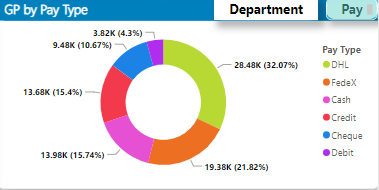 GP by Pay Type
Department
Pay
3.82K (4.3%)
9.48K (10.67%)
28.48K (32.07%)
13.68K (15.4%)
13.98K (15.74%)
19.38K (21.82%)
Pay Type
DHL
FedeX
Cash
Credit
Cheque
Debit